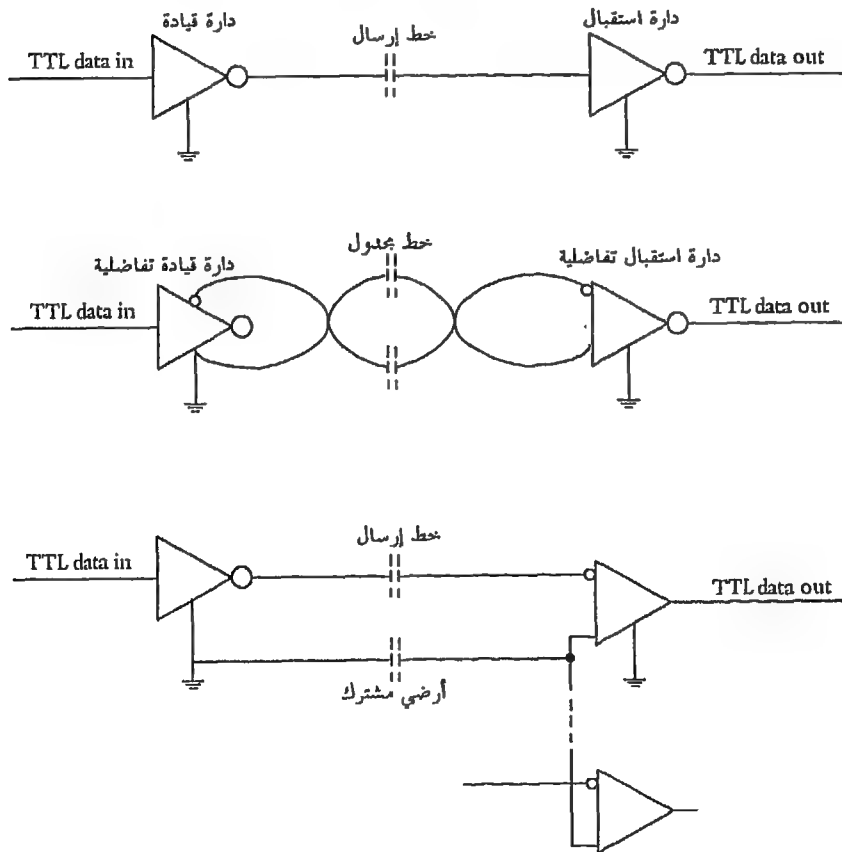 دارة قيادة
خط إرسال
دارة استقبال
TTL data in
TTL data out
دارة قيادة تفاضلية
خط مجدول
دارة استقبال تفاضلية
TTL data in
TTL data out
خط إرسال
TTL data in
TTL data out
أرضي مشترك